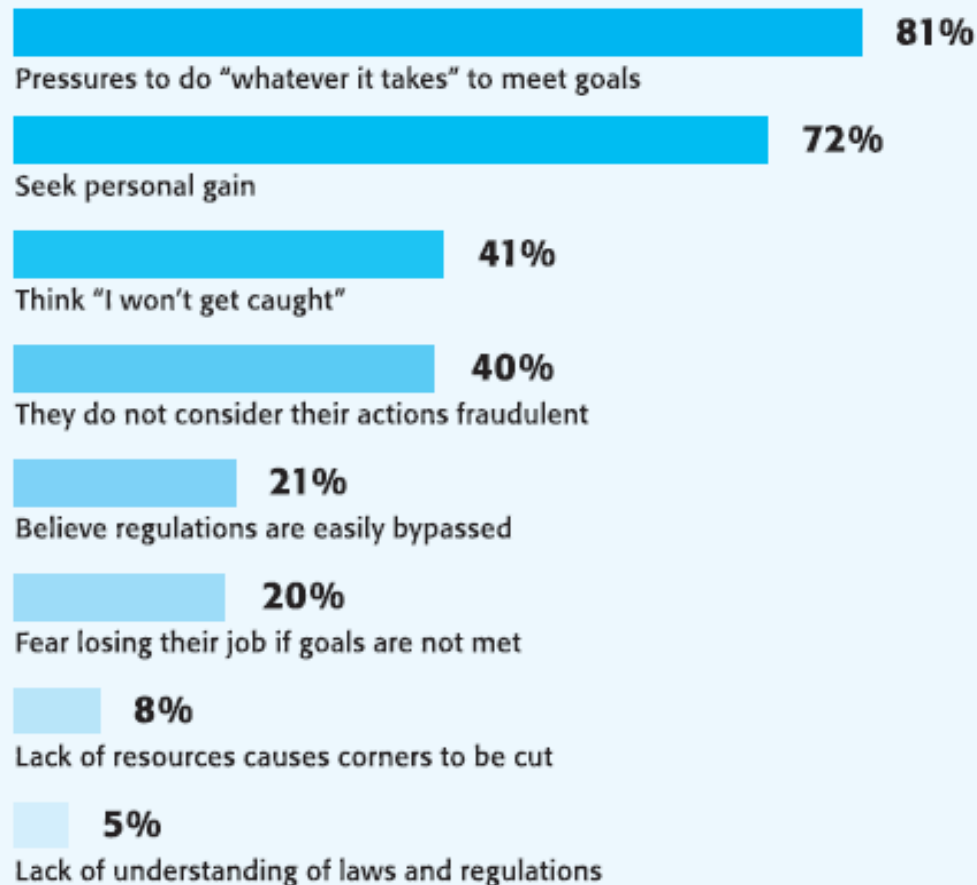 81%
Pressures to do “whatever it takes” to meet goals
72%
Seek personal gain
41%
Think “I won’t get caught”
40%
They do not consider their actions fraudulent
21%
Believe regulations are easily bypassed
20%
Fear losing their job if goals are not met
8%
Lack of resources causes corners to be cut
5%
Lack of understanding of laws and regulations